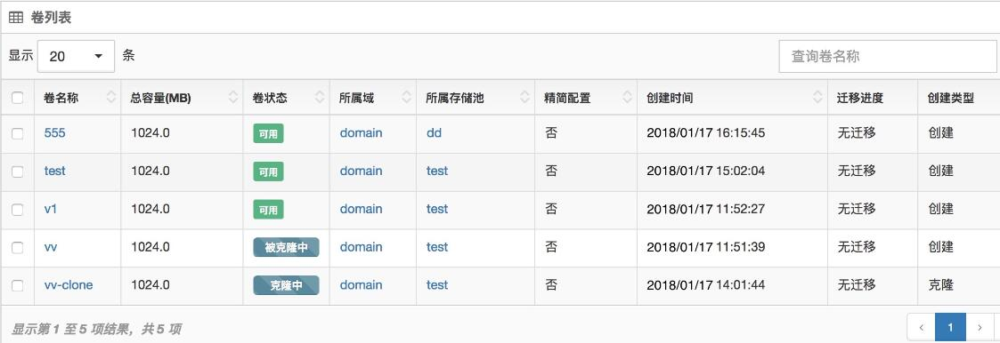 卷列表
显示 20 条 查询卷名称
卷名称 总容量(MB) 卷状态 所属域 所属存储池 精简配置 创建时间 迁移进度 创建类型
555 1024.0 可用 domain dd 否 2018/01/17 16:15:45 无迁移 创建
test 1024.0 可用 domain test 否 2018/01/17 15:02:04 无迁移 创建
v1 1024.0 可用 domain test 否 2018/01/17 11:52:27 无迁移 创建
vv 1024.0 被克隆中 domain test 否 2018/01/17 11:51:39 无迁移 创建
vv-clone 1024.0 克隆中 domain test 否 2018/01/17 14:01:44 无迁移 克隆
显示第 1 至 5 项结果，共 5 项 ‹ 1 ›